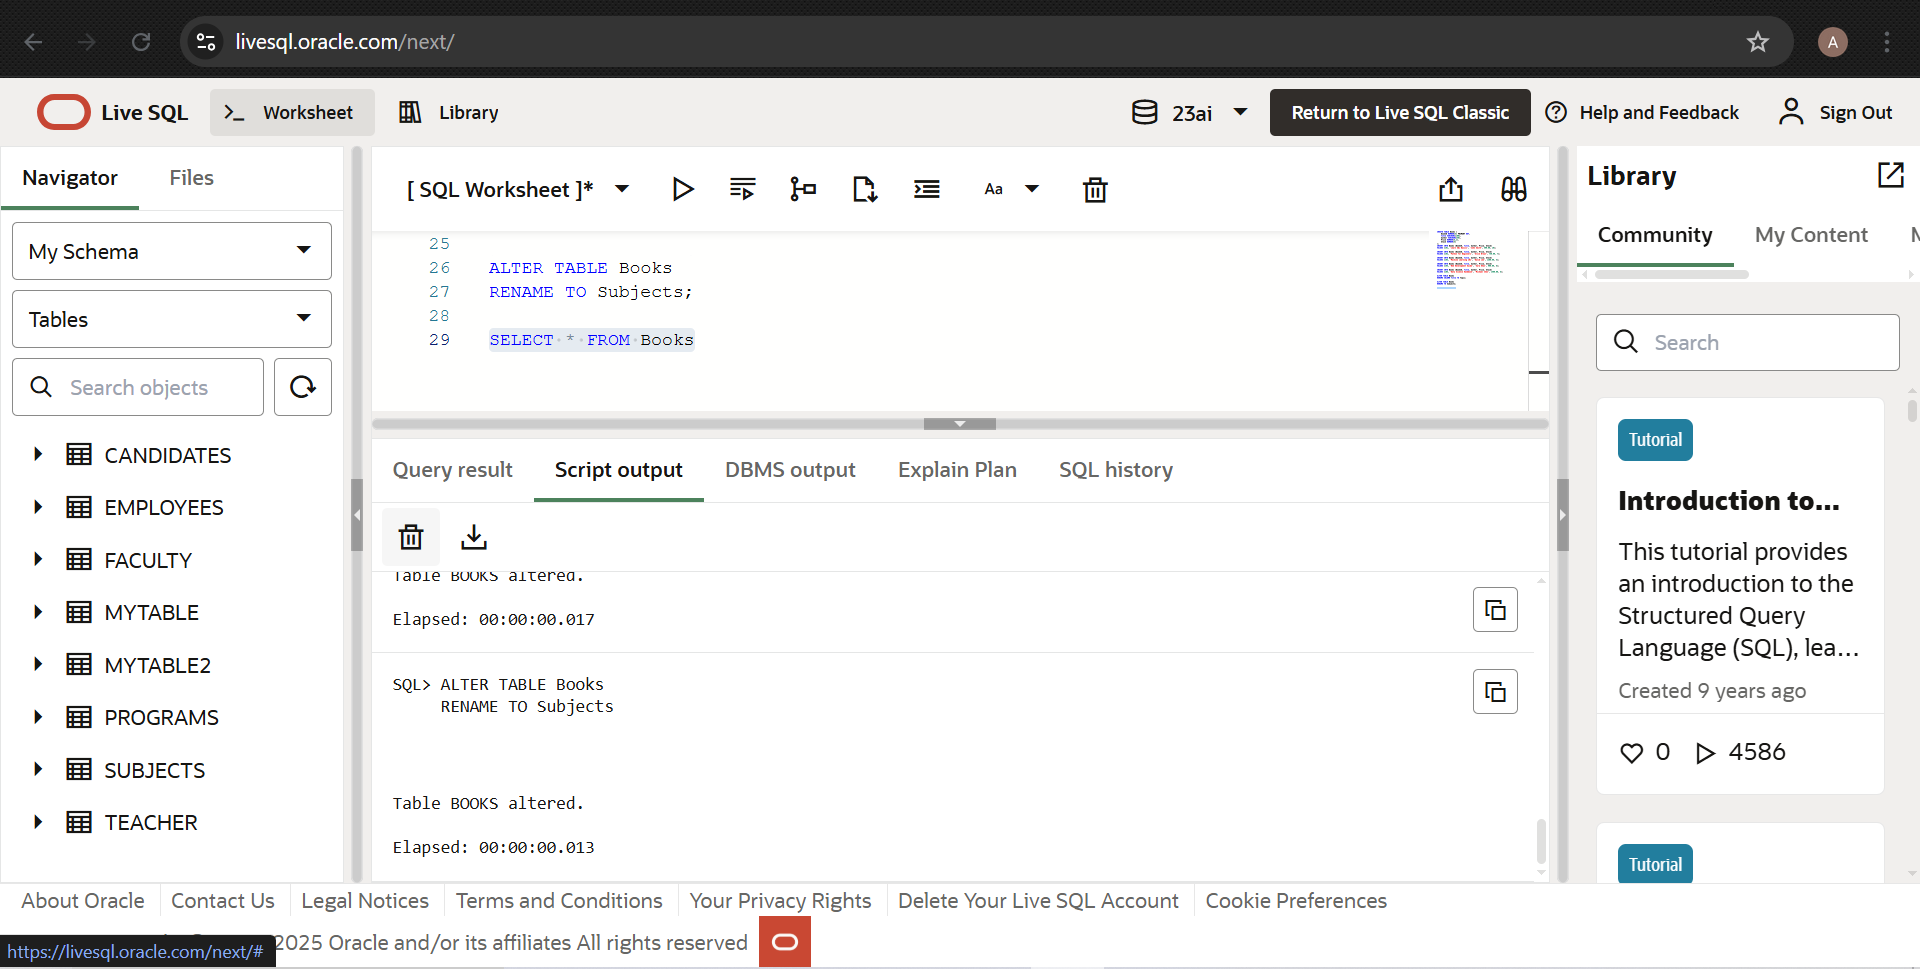 livesql.oracle.com/next/
A
Live SQL
Worksheet
Library
23ai
Return to Live SQL Classic
Help and Feedback
Sign Out
Navigator
Files
My Schema
Tables
Search objects
CANDIDATES
EMPLOYEES
FACULTY
MYTABLE
MYTABLE2
PROGRAMS
SUBJECTS
TEACHER
[ SQL Worksheet ]*
Aa
25
26 ALTER TABLE Books
27 RENAME TO Subjects;
28
29 SELECT * FROM Books
Query result
Script output
DBMS output
Explain Plan
SQL history
Table BOOKS altered.
Elapsed: 00:00:00.017
SQL> ALTER TABLE Books
RENAME TO Subjects
Table BOOKS altered.
Elapsed: 00:00:00.013
Library
Community
My Content
Search
Tutorial
Introduction to...
This tutorial provides
an introduction to the
Structured Query
Language (SQL), lea...
Created 9 years ago
0
4586
Tutorial
About Oracle
Contact Us
Legal Notices
Terms and Conditions
Your Privacy Rights
Delete Your Live SQL Account
Cookie Preferences
2025 Oracle and/or its affiliates All rights reserved
https://livesql.oracle.com/next/#